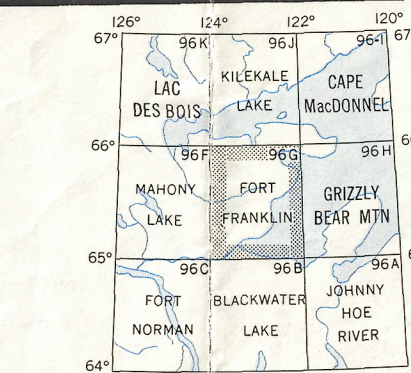 126° 124° 122° 120°
67° 96K 96J 96-I 67
LAC DES BOIS
KILEKALE LAKE
CAPE MacDONNEL
66° 96F 96G 96H
MAHONY LAKE
FORT FRANKLIN
GRIZZLY BEAR MTN
65° 96C 96B 96A
FORT NORMAN
BLACKWATER LAKE
JOHNNY HOE RIVER
64°